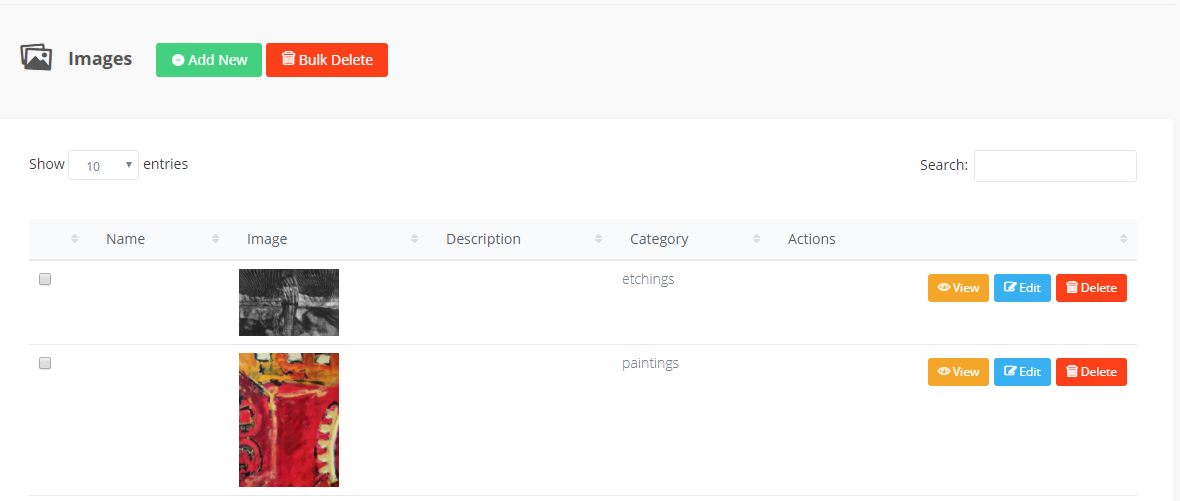 Images Add New Bulk Delete
Show 10 entries Search:
Name Image Description Category Actions
etchings View Edit Delete
paintings View Edit Delete